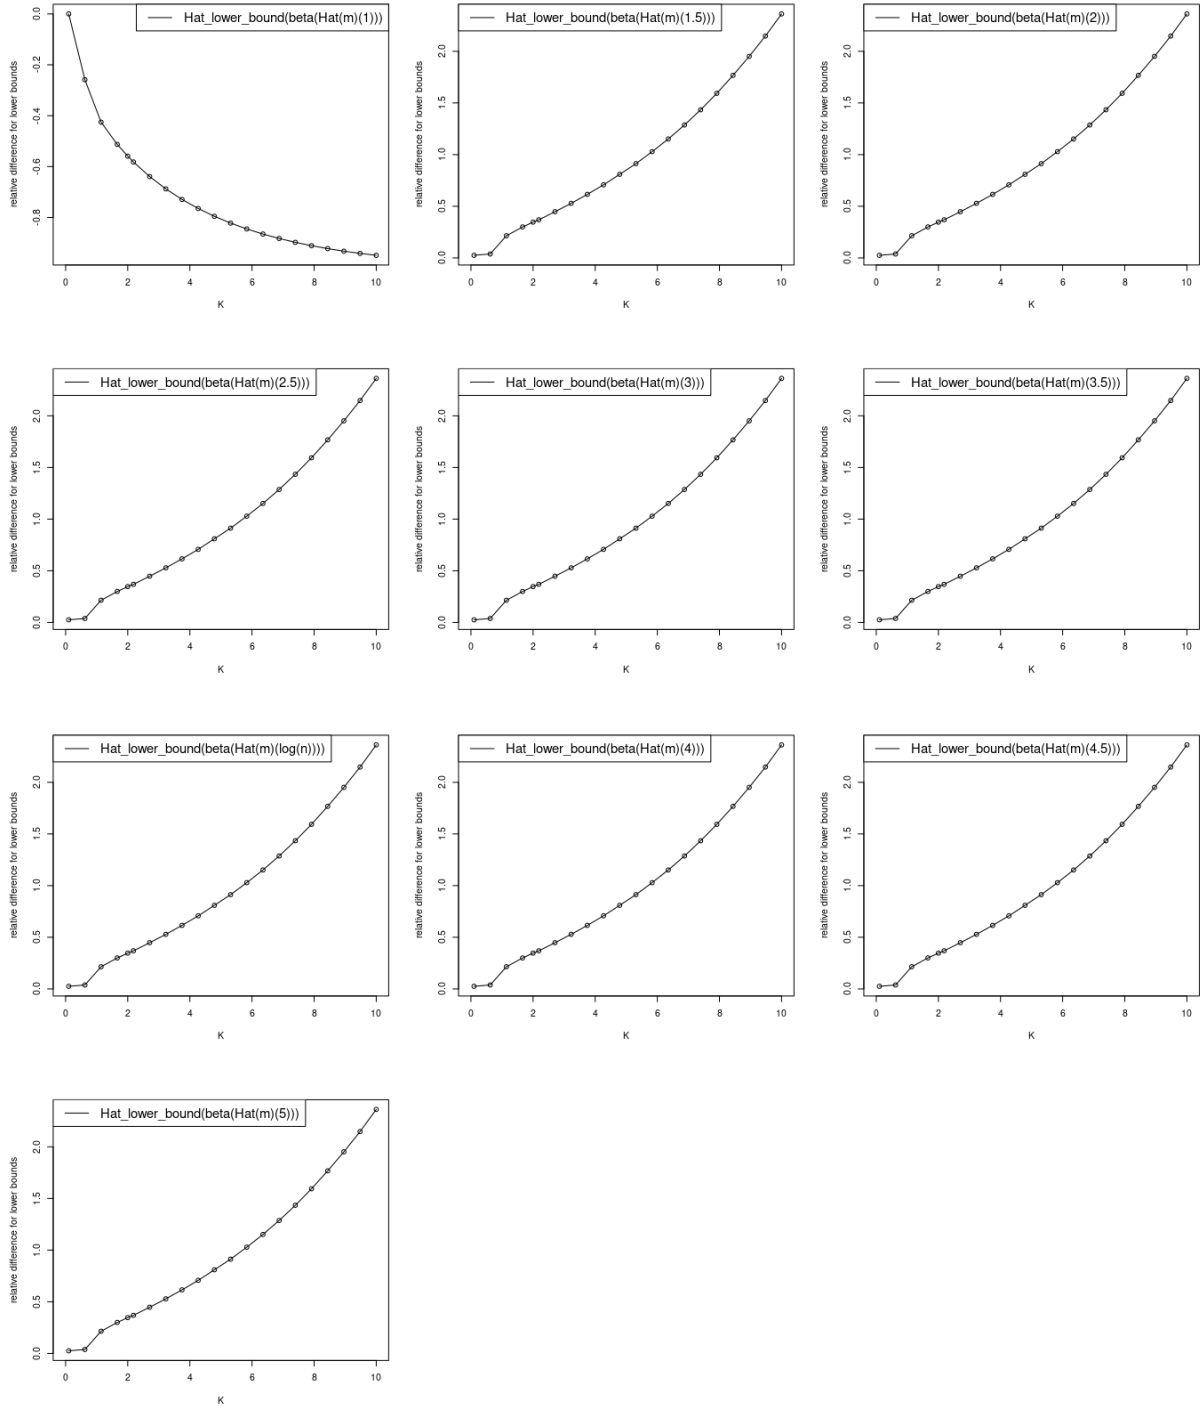 Hat_lower_bound(beta(Hat(m)(1)))
relative difference for lower bounds
0.0
-0.2
-0.4
-0.6
-0.8
0 2 4 6 8 10
K
Hat_lower_bound(beta(Hat(m)(1.5)))
relative difference for lower bounds
2.0
1.5
1.0
0.5
0.0
0 2 4 6 8 10
K
Hat_lower_bound(beta(Hat(m)(2)))
relative difference for lower bounds
2.0
1.5
1.0
0.5
0.0
0 2 4 6 8 10
K
Hat_lower_bound(beta(Hat(m)(2.5)))
relative difference for lower bounds
2.0
1.5
1.0
0.5
0.0
0 2 4 6 8 10
K
Hat_lower_bound(beta(Hat(m)(3)))
relative difference for lower bounds
2.0
1.5
1.0
0.5
0.0
0 2 4 6 8 10
K
Hat_lower_bound(beta(Hat(m)(3.5)))
relative difference for lower bounds
2.0
1.5
1.0
0.5
0.0
0 2 4 6 8 10
K
Hat_lower_bound(beta(Hat(m)(log(n))))
relative difference for lower bounds
2.0
1.5
1.0
0.5
0.0
0 2 4 6 8 10
K
Hat_lower_bound(beta(Hat(m)(4)))
relative difference for lower bounds
2.0
1.5
1.0
0.5
0.0
0 2 4 6 8 10
K
Hat_lower_bound(beta(Hat(m)(4.5)))
relative difference for lower bounds
2.0
1.5
1.0
0.5
0.0
0 2 4 6 8 10
K
Hat_lower_bound(beta(Hat(m)(5)))
relative difference for lower bounds
2.0
1.5
1.0
0.5
0.0
0 2 4 6 8 10
K